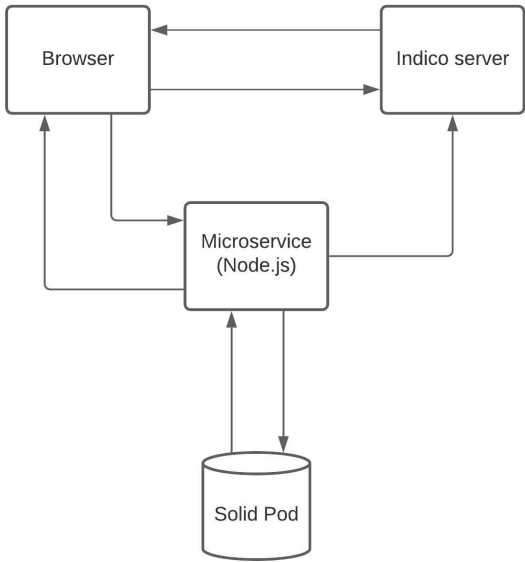 Browser
Indico server
Microservice
(Node.js)
Solid Pod